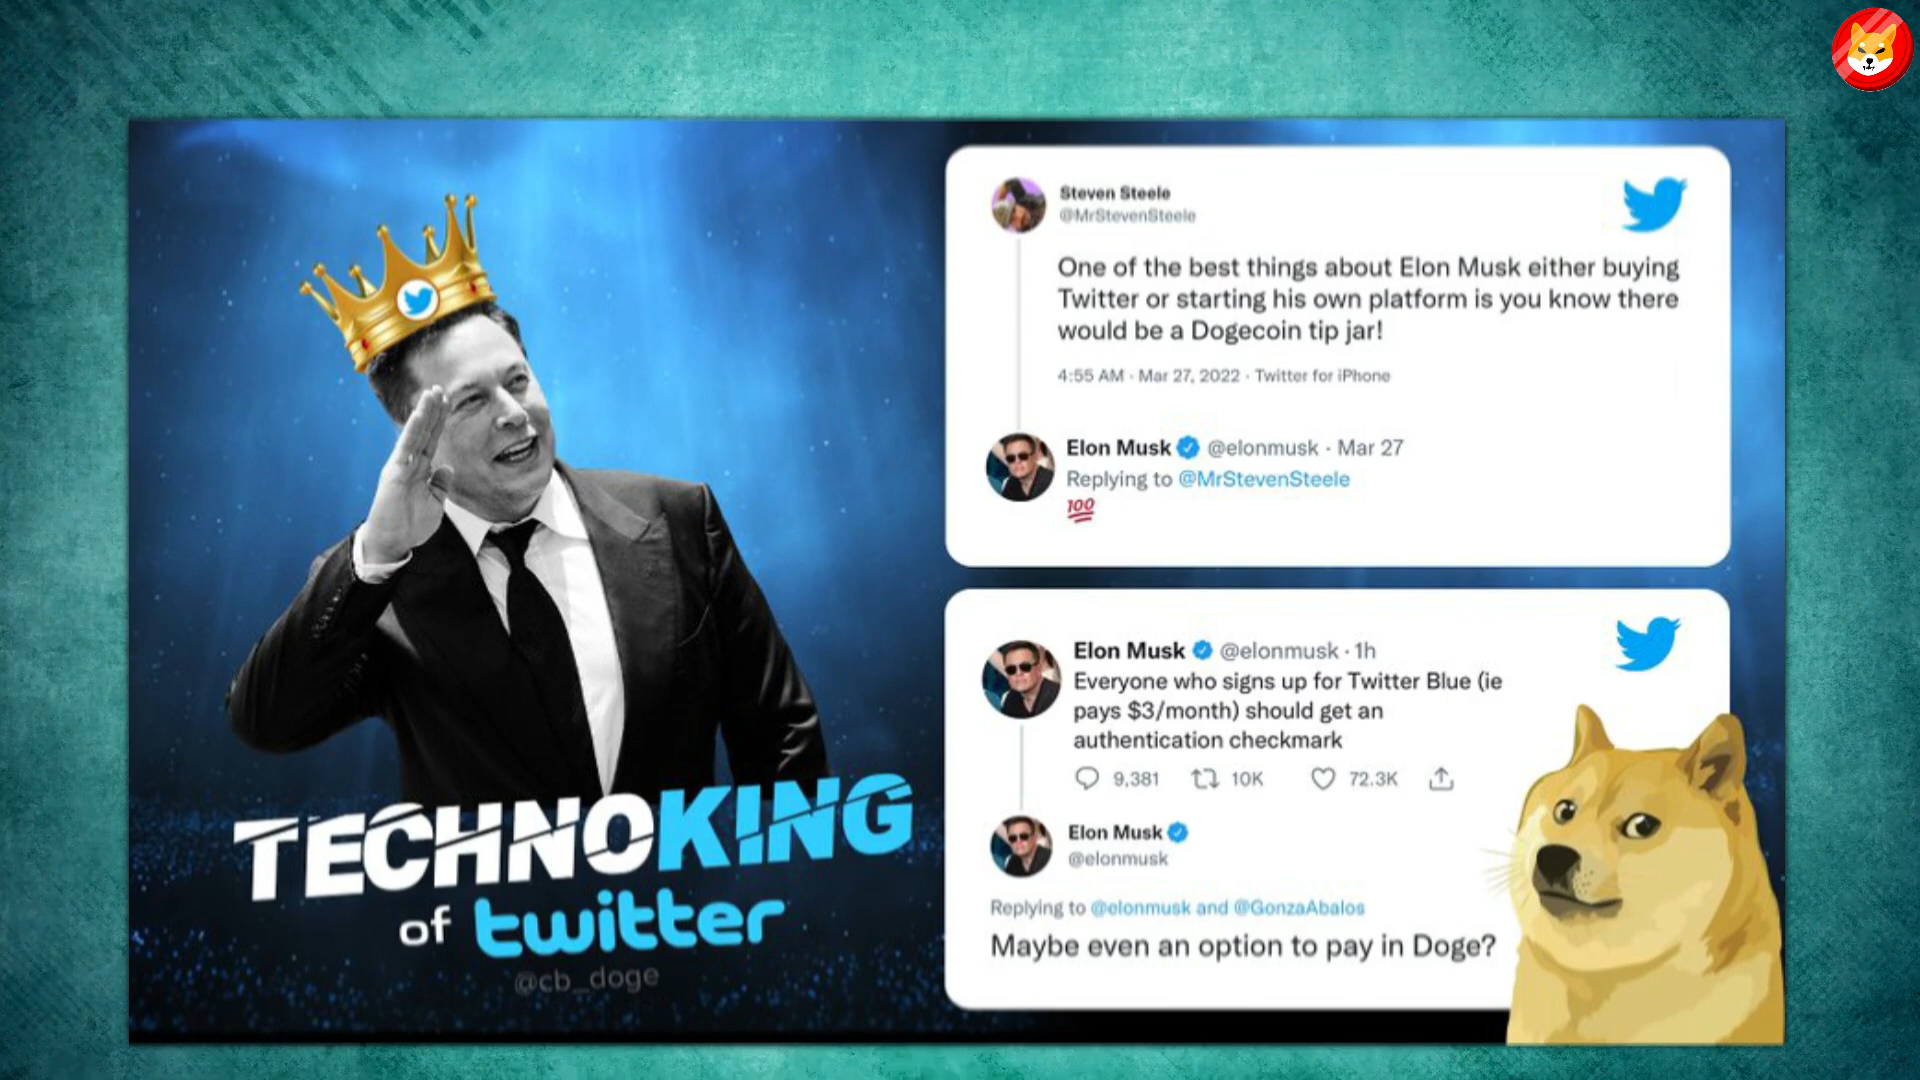 TECHNOKING
of twitter
@cb_doge
Steven Steele
@MrStevenSteele
One of the best things about Elon Musk either buying
Twitter or starting his own platform is you know there
would be a Dogecoin tip jar!
4:55 AM · Mar 27, 2022 · Twitter for iPhone
Elon Musk @elonmusk · Mar 27
Replying to @MrStevenSteele
💯
Elon Musk @elonmusk · 1h
Everyone who signs up for Twitter Blue (ie
pays $3/month) should get an
authentication checkmark
9,381 10K 72.3K
Elon Musk
@elonmusk
Replying to @elonmusk and @GonzaAbalos
Maybe even an option to pay in Doge?